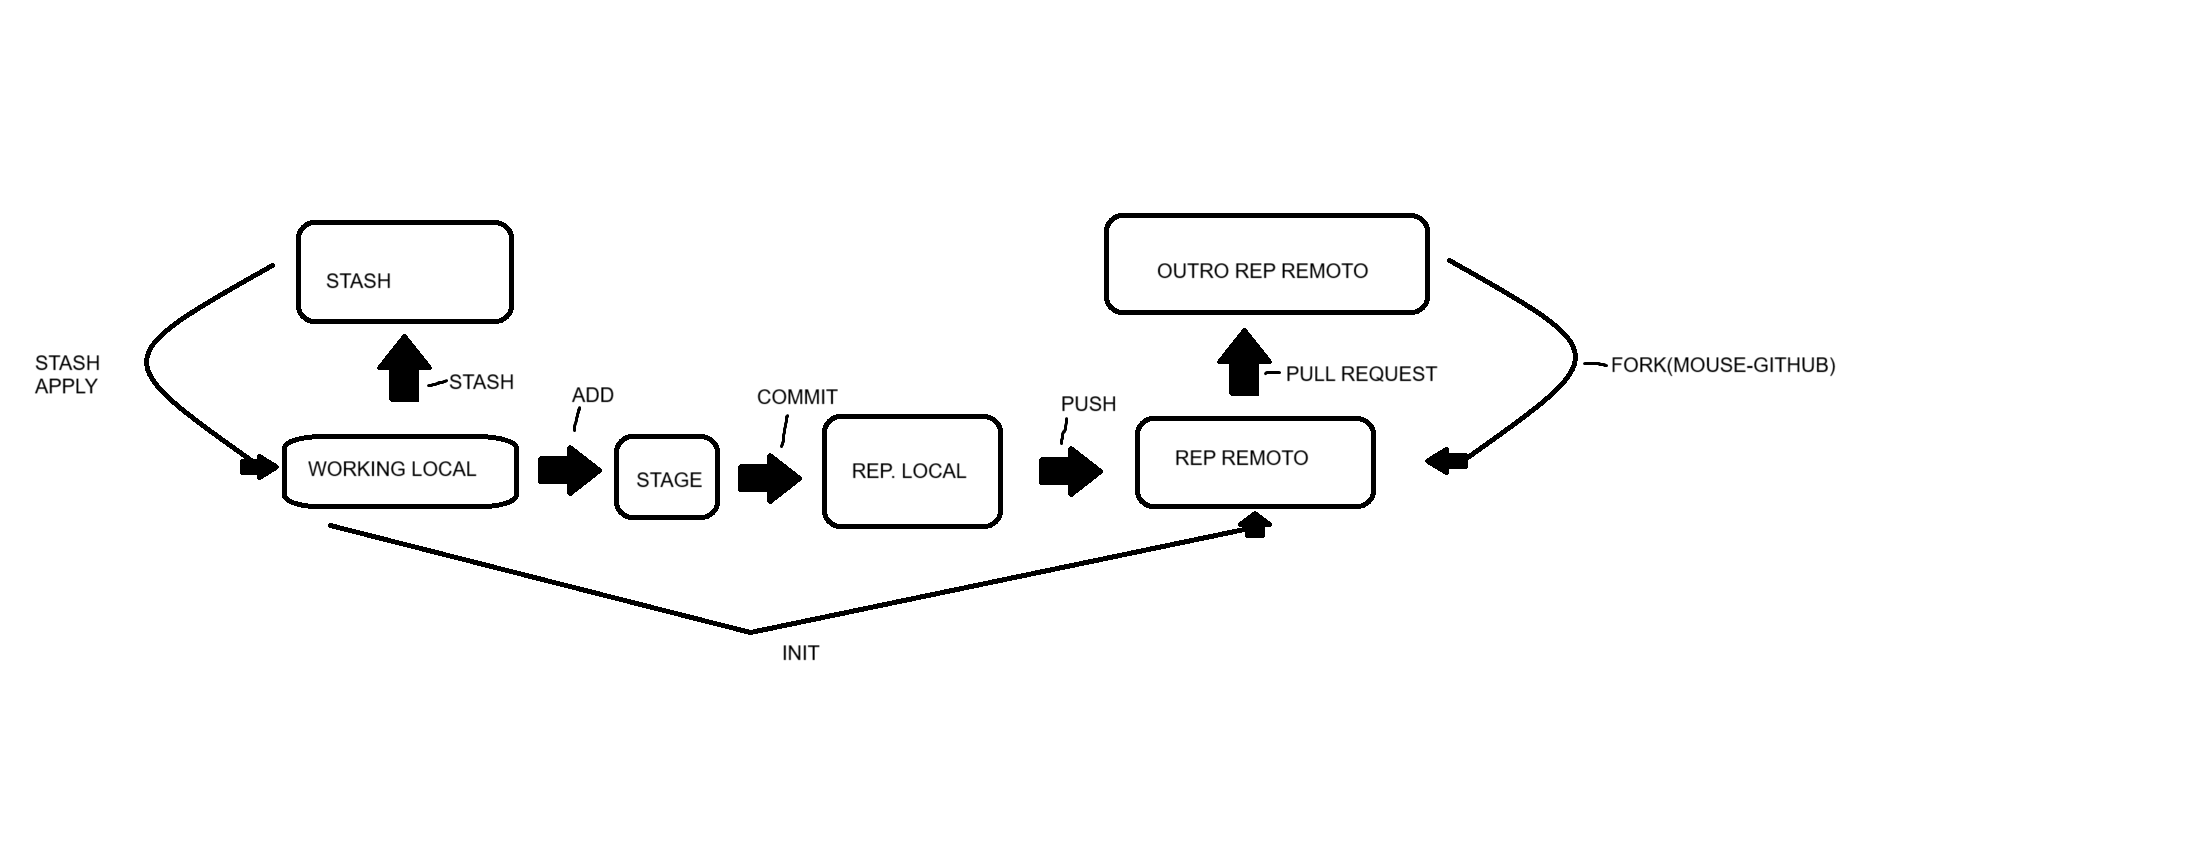 OUTRO REP REMOTO
STASH
STASH
APPLY
STASH
PULL REQUEST
FORK(MOUSE-GITHUB)
ADD
COMMIT
PUSH
WORKING LOCAL
STAGE
REP. LOCAL
REP REMOTO
INIT